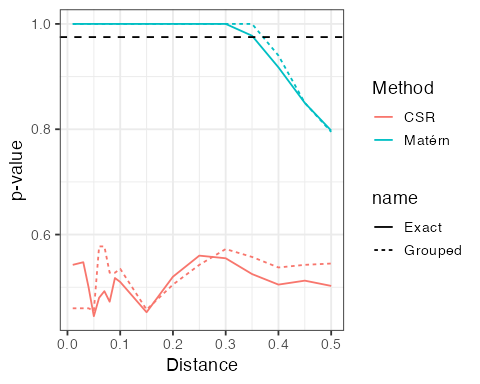 1.0
0.8
0.6
p-value
0.0 0.1 0.2 0.3 0.4 0.5
Distance
Method
CSR
Matérn
name
Exact
Grouped